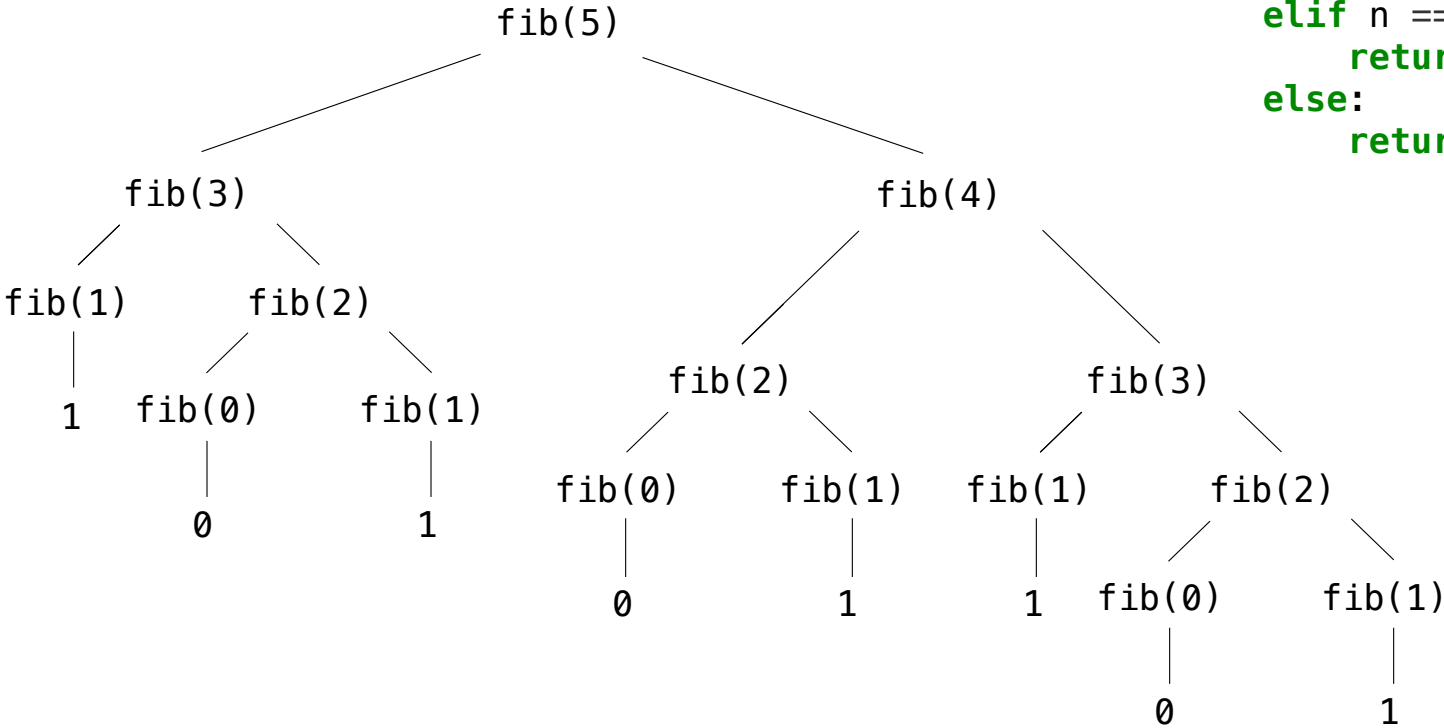 fib(5)
elif n ==
retur
else:
retur
fib(3) fib(4)
fib(1) fib(2)
fib(2) fib(3)
1 fib(0) fib(1)
fib(0) fib(1) fib(1) fib(2)
0 1
0 1 1 fib(0) fib(1)
0 1